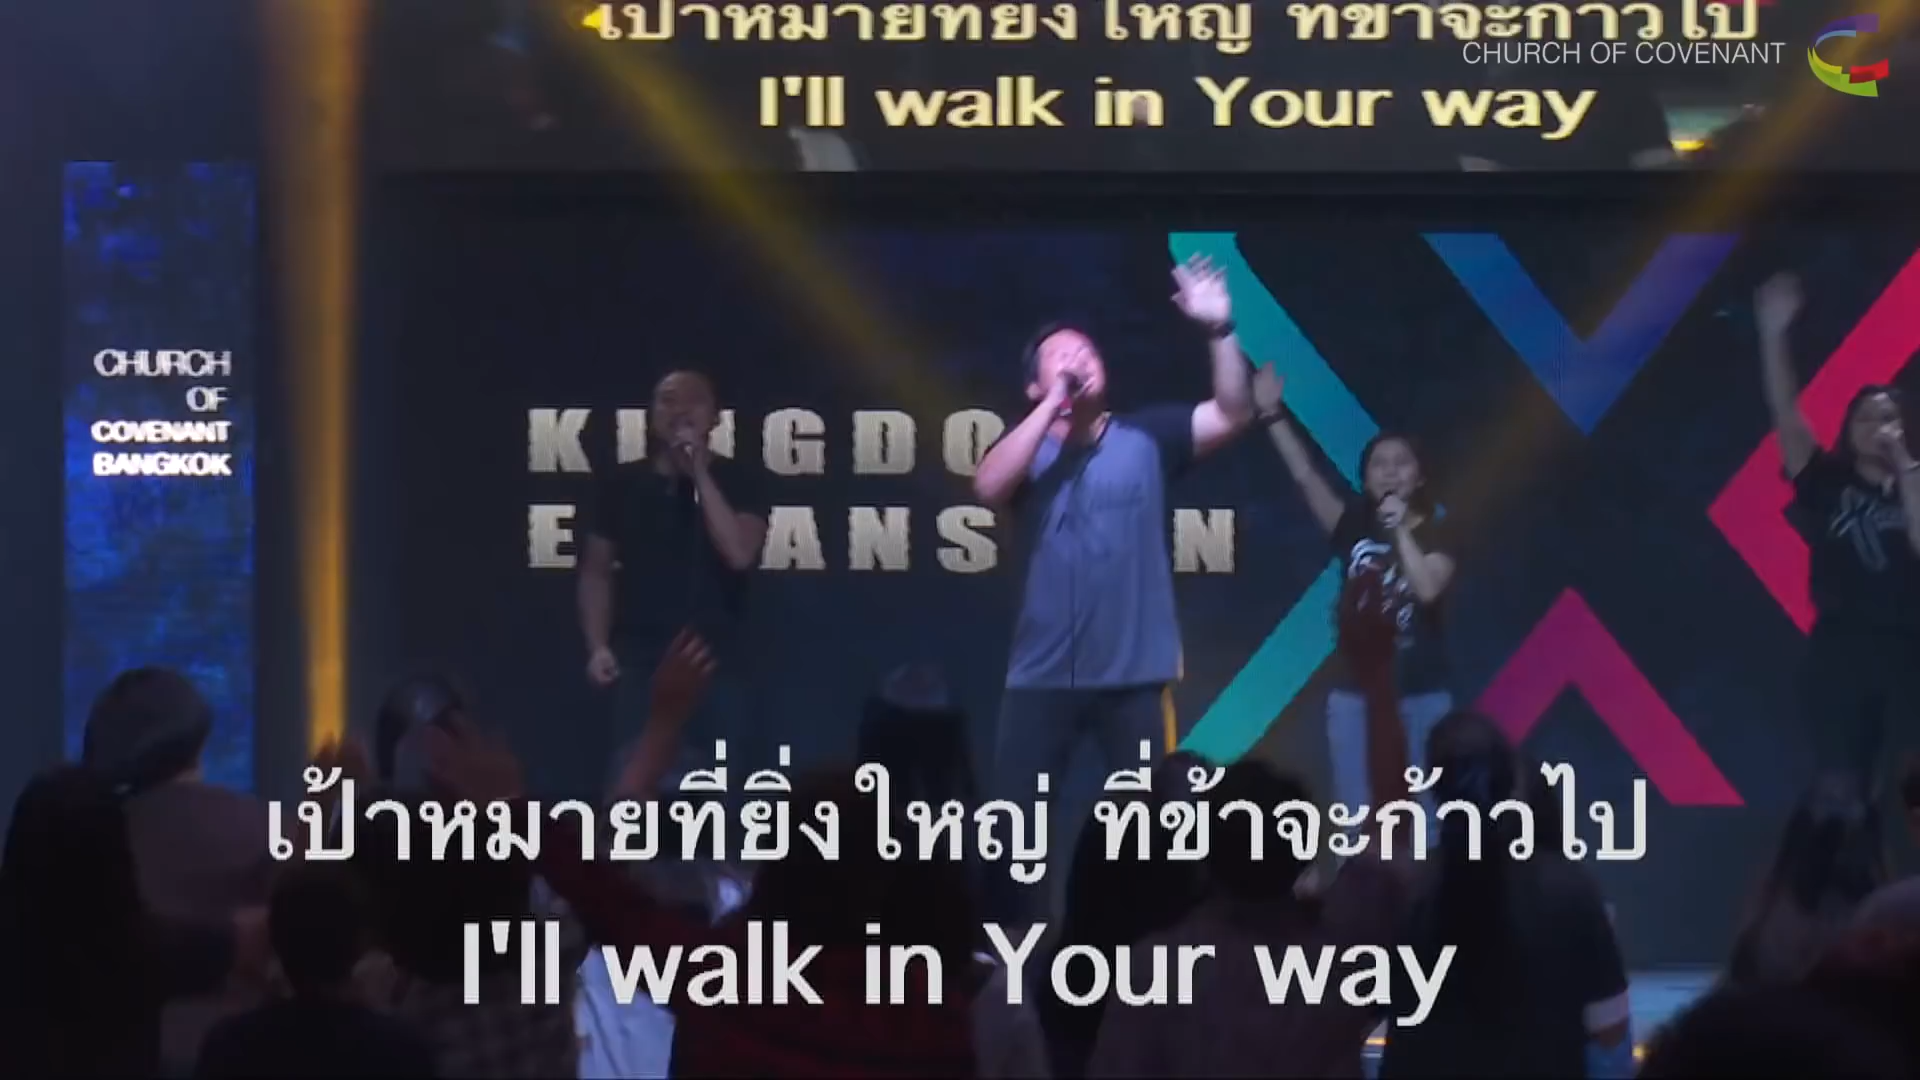 เป้าหมายที่ยิ่งใหญ่ ที่ข้าจะก้าวไป
CHURCH OF COVENANT
I'll walk in Your way
CHURCH
OF
COVENANT
BANGKOK
เป้าหมายที่ยิ่งใหญ่ ที่ข้าจะก้าวไป
I'll walk in Your way